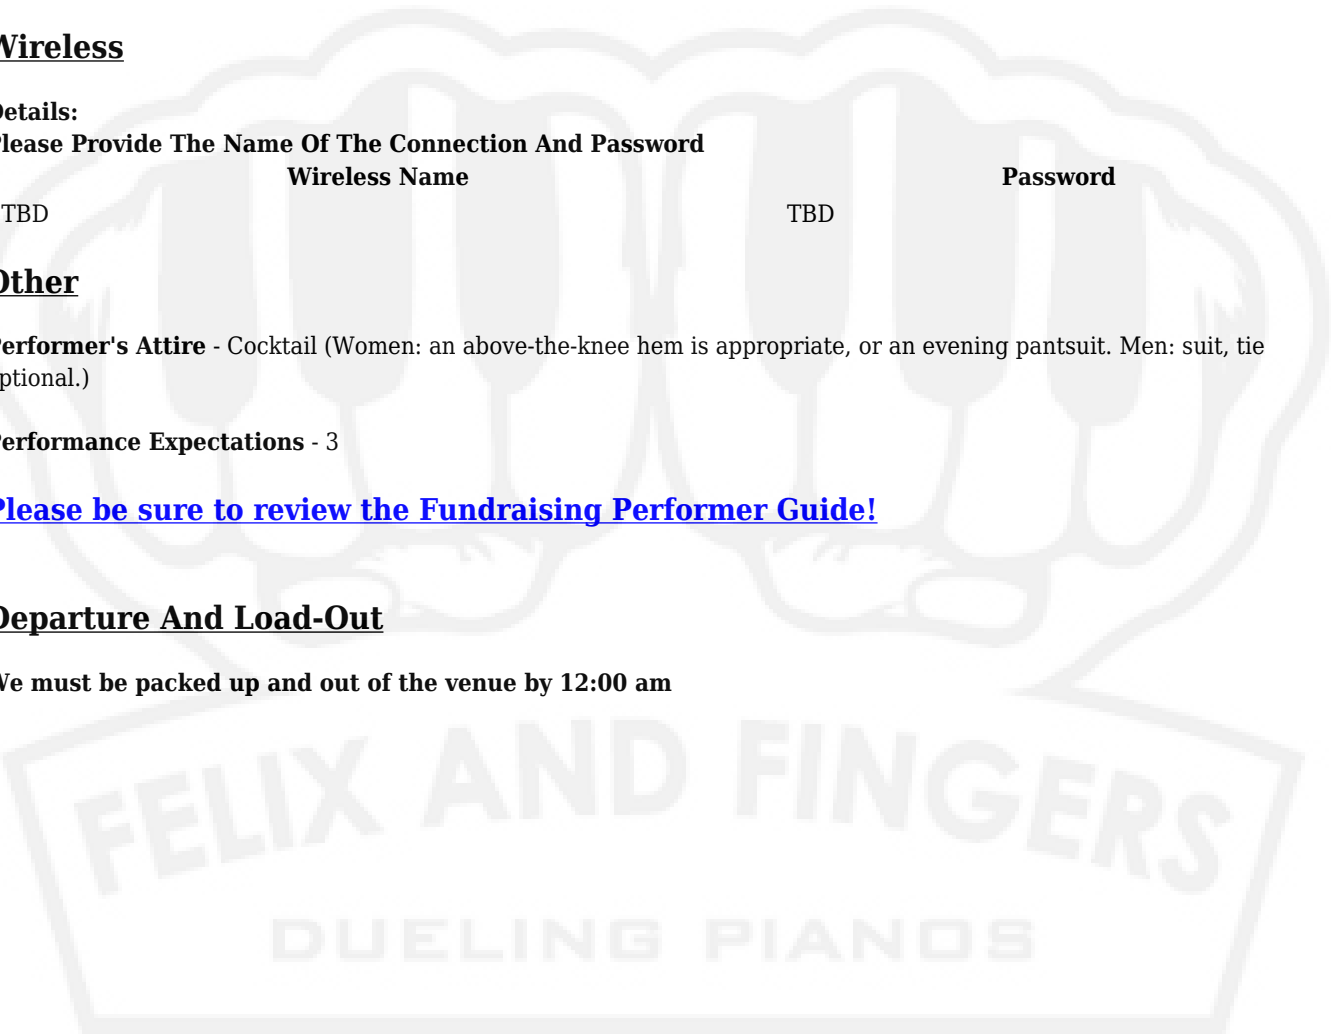 Wireless
Details:
Please Provide The Name Of The Connection And Password
Wireless Name Password
TBD TBD
Other
Performer's Attire - Cocktail (Women: an above-the-knee hem is appropriate, or an evening pantsuit. Men: suit, tie
optional.)
Performance Expectations - 3
Please be sure to review the Fundraising Performer Guide!
Departure And Load-Out
We must be packed up and out of the venue by 12:00 am
FELIX AND FINGERS
DUELING PIANOS